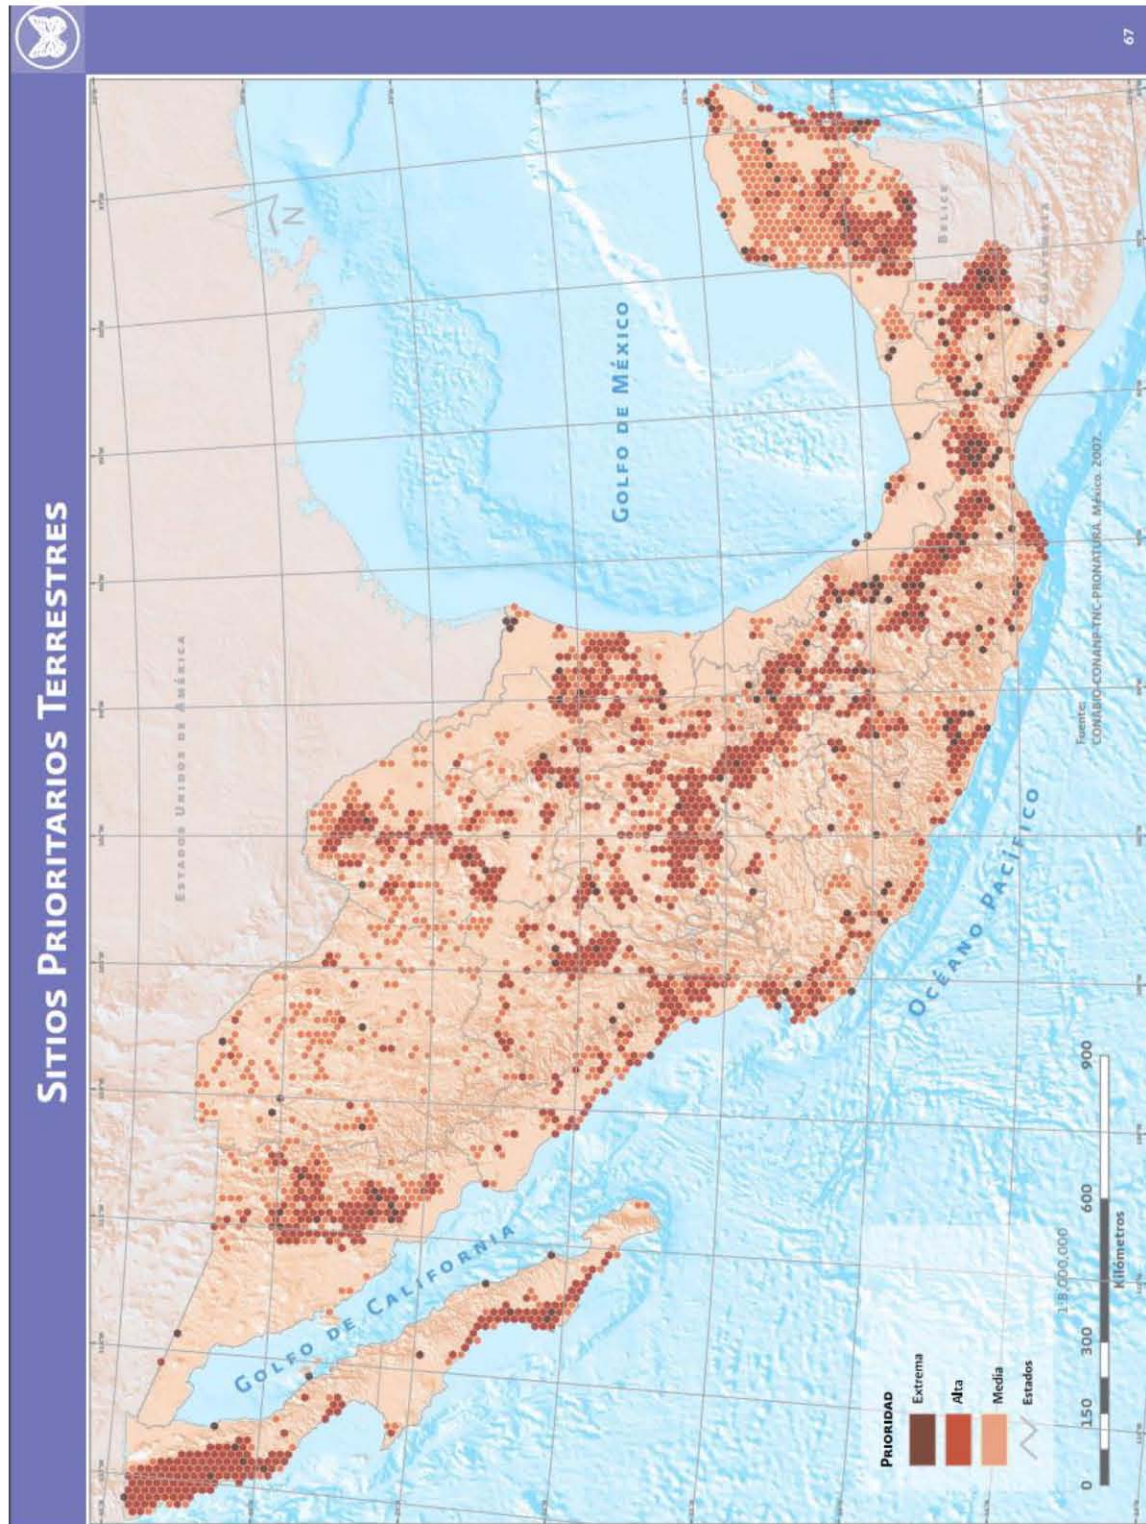 SITIOS PRIORITARIOS TERRESTRES
ESTADOS UNIDOS DE AMÉRICA
N
GOLFO DE MÉXICO
GOLFO DE CALIFORNIA
BELICE
GUATEMALA
OCÉANO PACÍFICO
PRIORIDAD
Extrema
Alta
Media
Estados
1:8,000,000
0 150 300 600 900
Kilómetros
Fuente:
CONABIO-CONANP-TNC-PRONATURA. México. 2007.
67